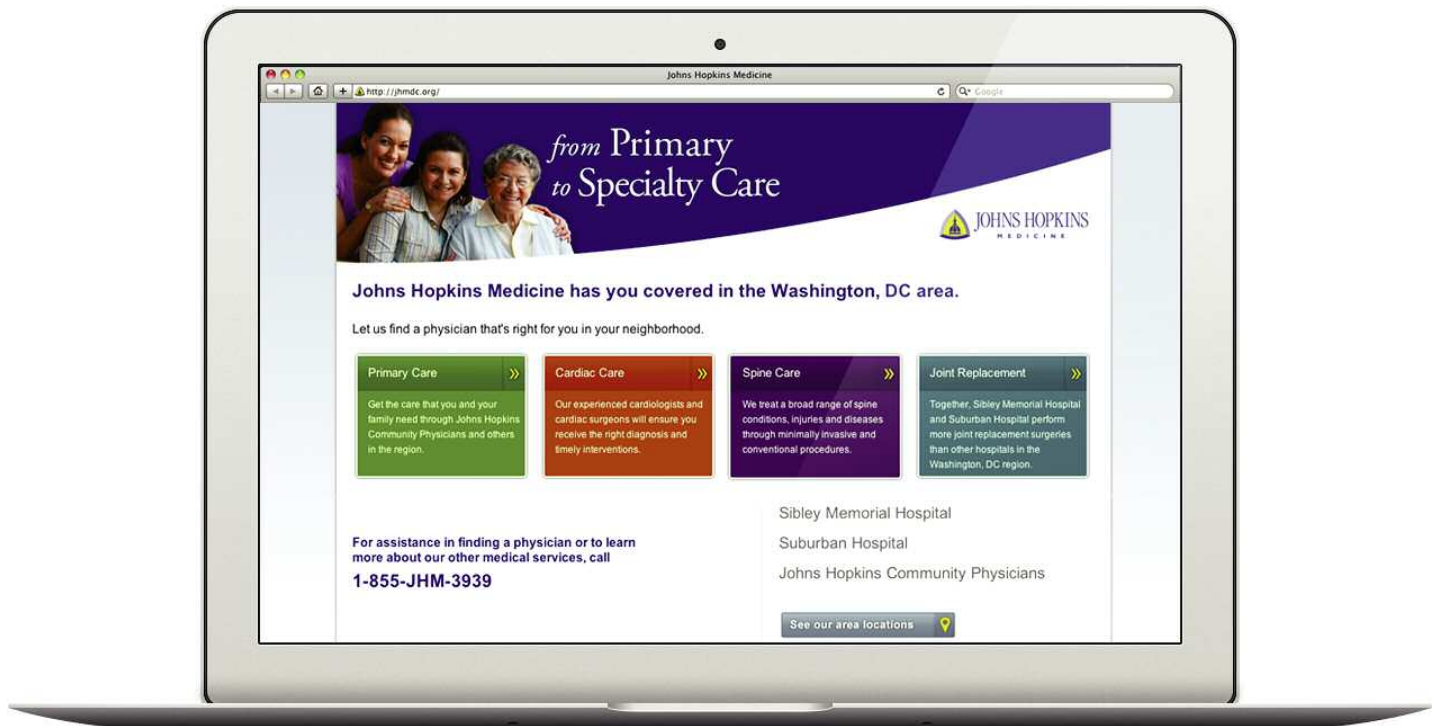 Johns Hopkins Medicine
http://jhmdc.org/
Google
from Primary
to Specialty Care
JOHNS HOPKINS
MEDICINE
Johns Hopkins Medicine has you covered in the Washington, DC area.
Let us find a physician that's right for you in your neighborhood.
Primary Care
Get the care that you and your
family need through Johns Hopkins
Community Physicians and others
in the region.
Cardiac Care
Our experienced cardiologists and
cardiac surgeons will ensure you
receive the right diagnosis and
timely interventions.
Spine Care
We treat a broad range of spine
conditions, injuries and diseases
through minimally invasive and
conventional procedures.
Joint Replacement
Together, Sibley Memorial Hospital
and Suburban Hospital perform
more joint replacement surgeries
than other hospitals in the
Washington, DC region.
For assistance in finding a physician or to learn
more about our other medical services, call
1-855-JHM-3939
Sibley Memorial Hospital
Suburban Hospital
Johns Hopkins Community Physicians
See our area locations